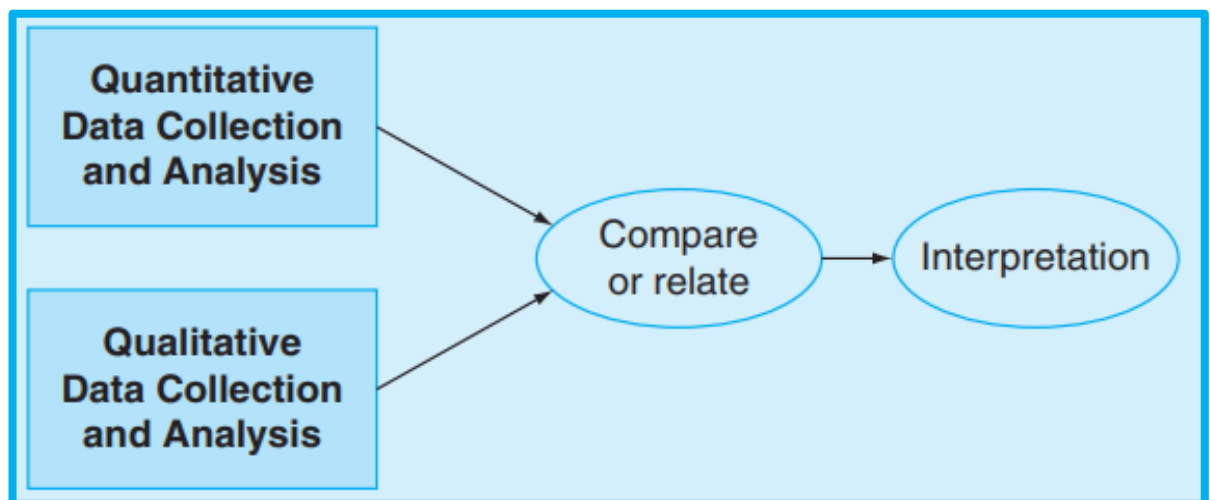 Quantitative
Data Collection
and Analysis
Qualitative
Data Collection
and Analysis
Compare
or relate
Interpretation